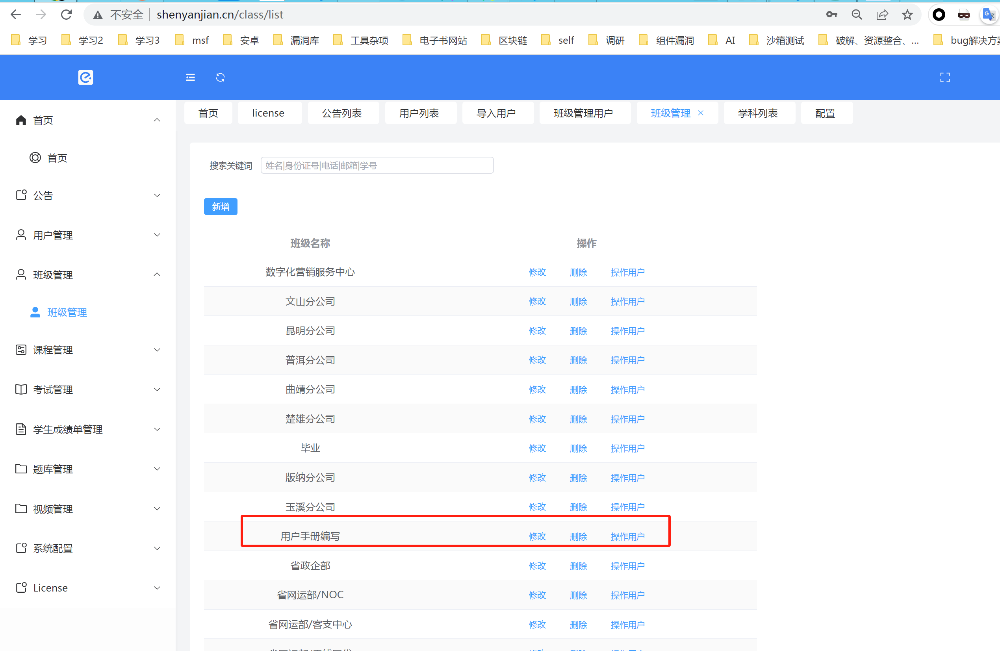 不安全 shenyanjian.cn/class/list
学习 学习2 学习3 msf 安卓 漏洞库 工具杂项 电子书网站 区块链 self 调研 组件漏洞 AI 沙箱测试 破解、资源整合、... bug解决方案
首页 license 公告列表 用户列表 导入用户 班级管理用户 班级管理 学科列表 配置
首页
首页
公告
用户管理
班级管理
班级管理
课程管理
考试管理
学生成绩单管理
题库管理
视频管理
系统配置
License
搜索关键词 姓名|身份证号|电话|邮箱|学号
新增
班级名称 操作
数字化营销服务中心 修改 删除 操作用户
文山分公司 修改 删除 操作用户
昆明分公司 修改 删除 操作用户
普洱分公司 修改 删除 操作用户
曲靖分公司 修改 删除 操作用户
楚雄分公司 修改 删除 操作用户
毕业 修改 删除 操作用户
版纳分公司 修改 删除 操作用户
玉溪分公司 修改 删除 操作用户
用户手册编写 修改 删除 操作用户
省政企部 修改 删除 操作用户
省网运部/NOC 修改 删除 操作用户
省网运部/客支中心 修改 删除 操作用户